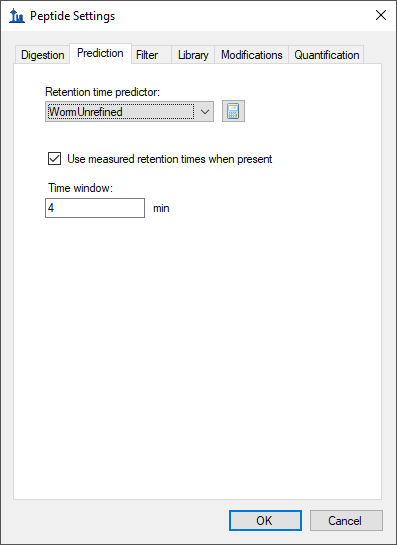 Peptide Settings
Digestion Prediction Filter Library Modifications Quantification
Retention time predictor:
WormUnrefined
Use measured retention times when present
Time window:
4 min
OK Cancel